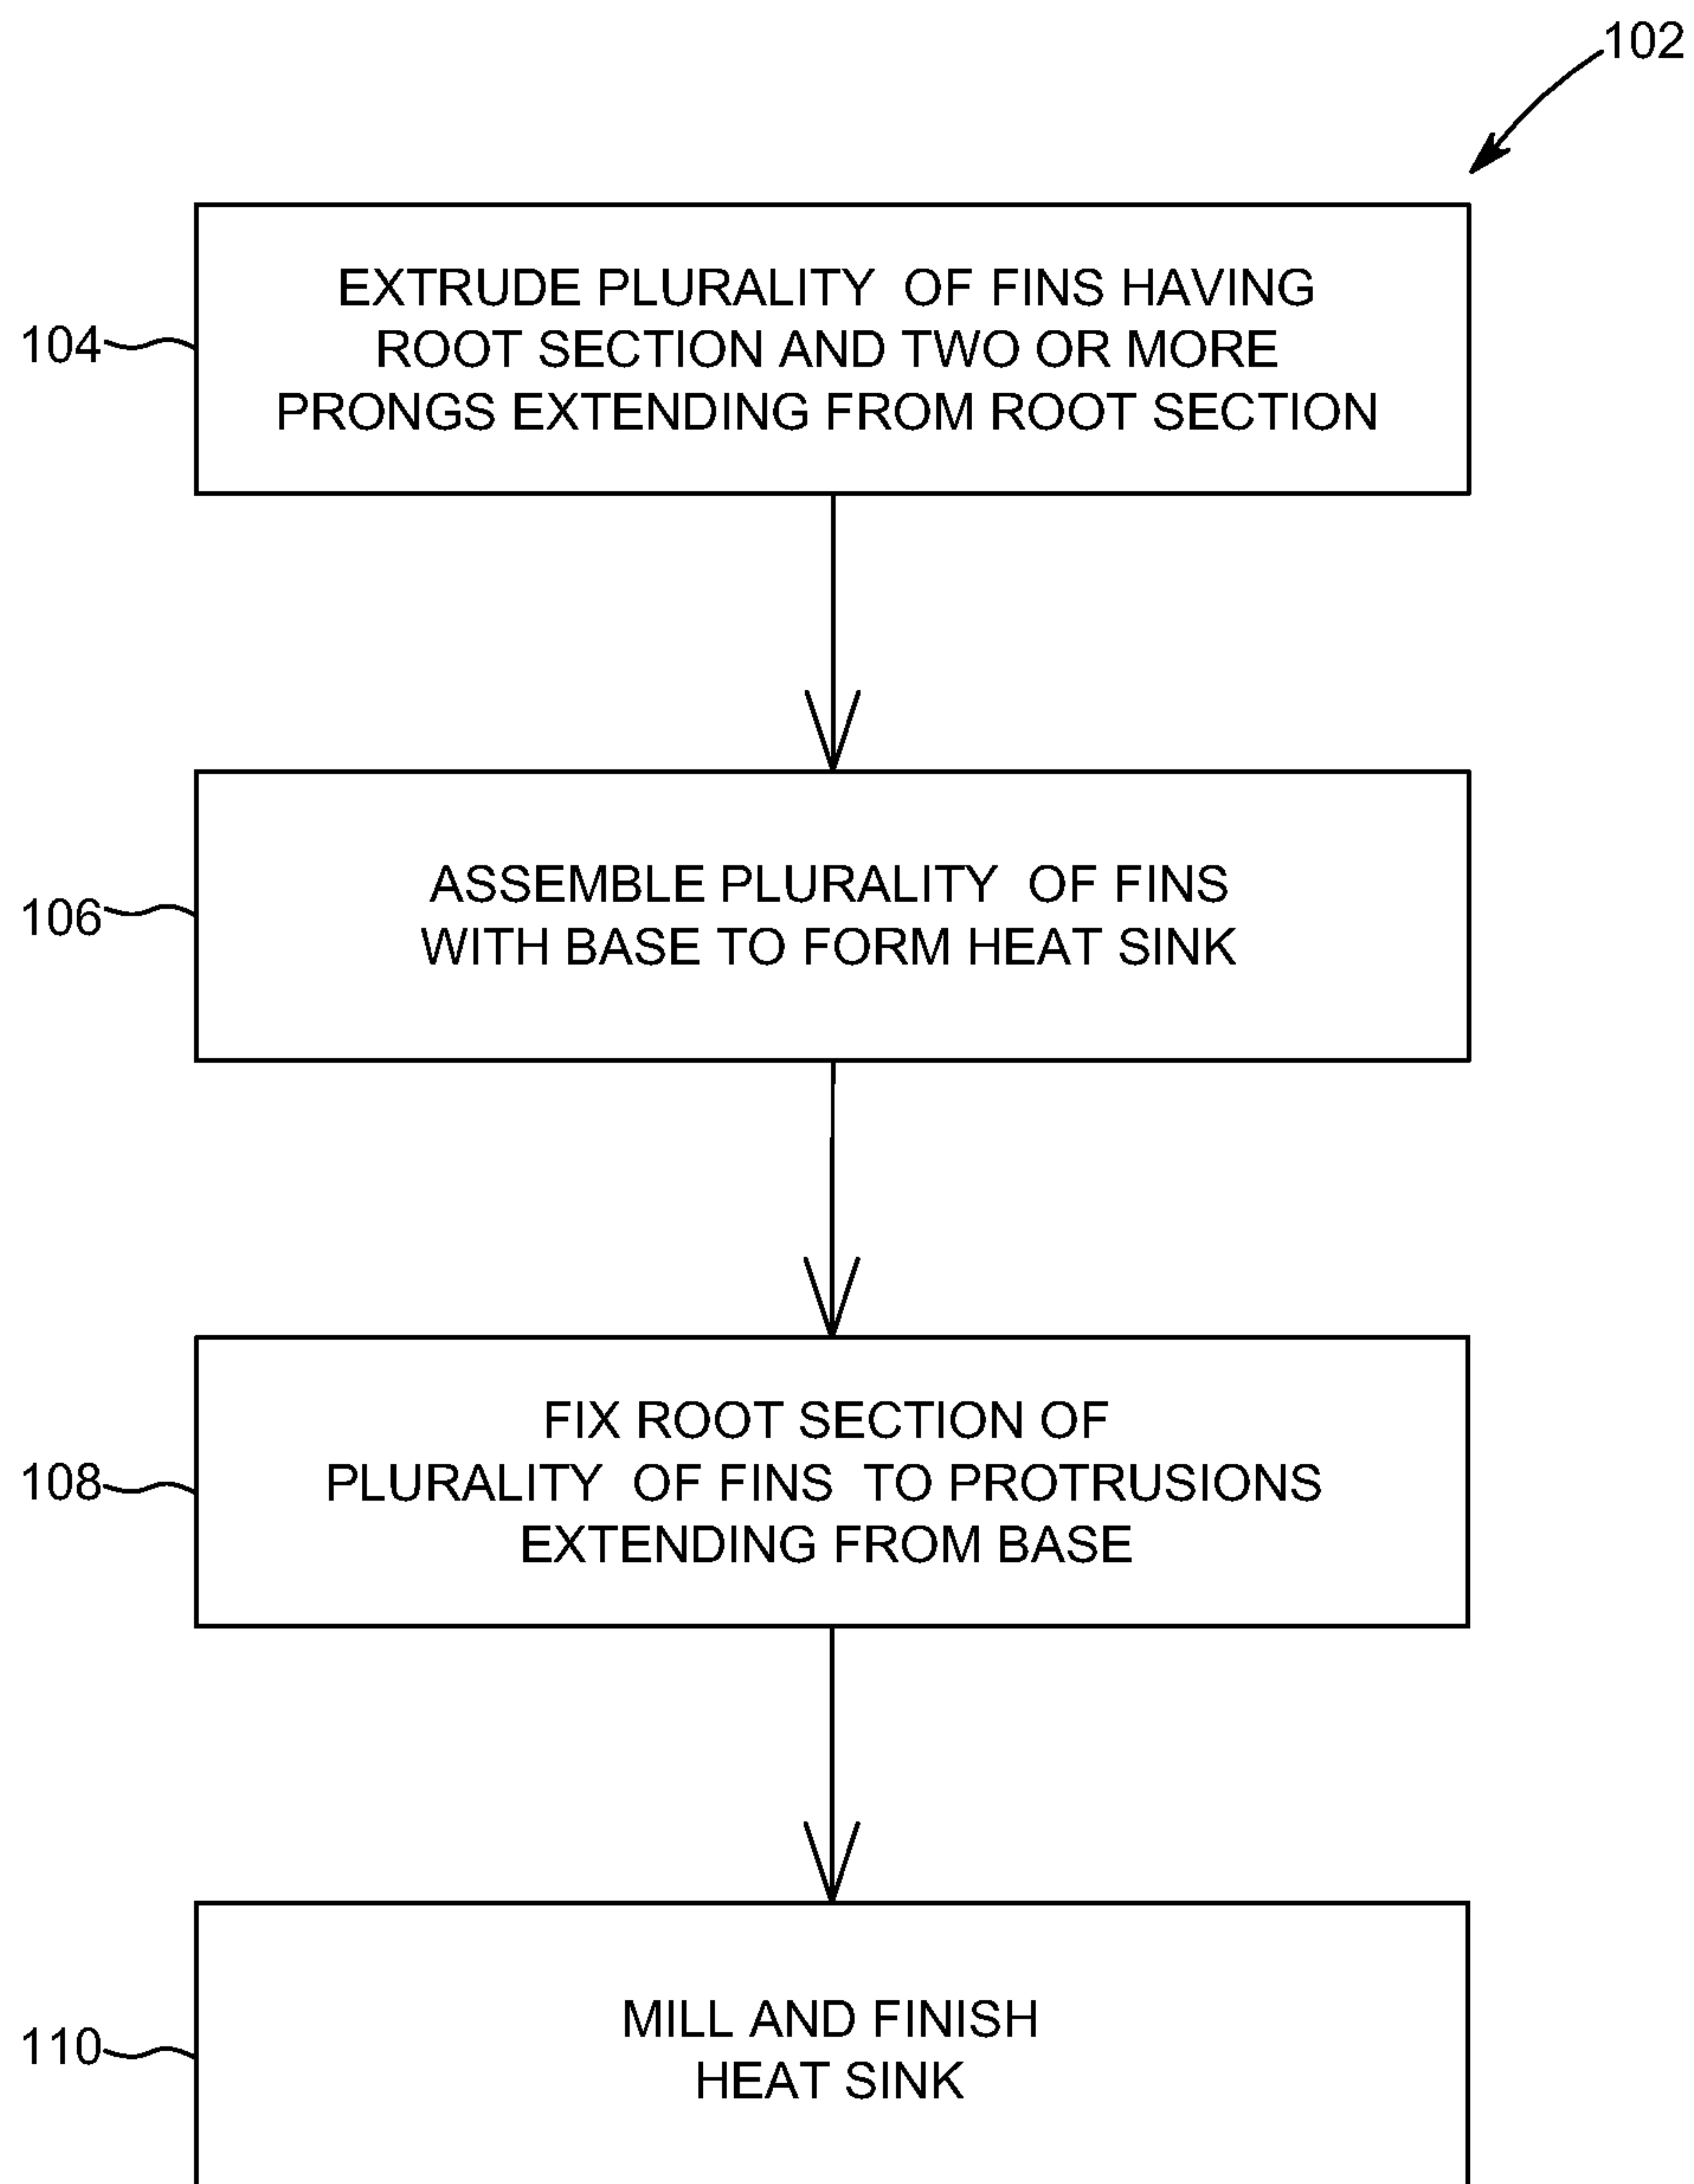 102
104
EXTRUDE PLURALITY OF FINS HAVING
ROOT SECTION AND TWO OR MORE
PRONGS EXTENDING FROM ROOT SECTION
106
ASSEMBLE PLURALITY OF FINS
WITH BASE TO FORM HEAT SINK
108
FIX ROOT SECTION OF
PLURALITY OF FINS TO PROTRUSIONS
EXTENDING FROM BASE
110
MILL AND FINISH
HEAT SINK